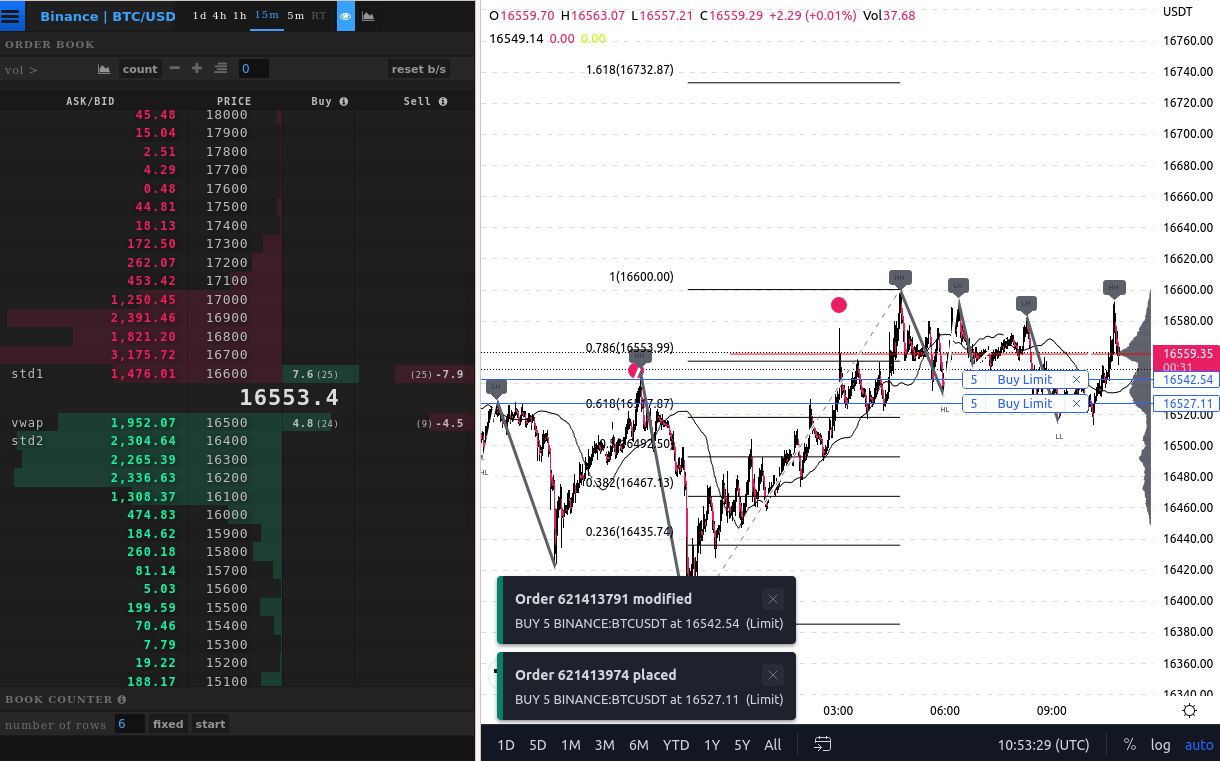 Binance | BTC/USD 1d 4h 1h 15m 5m RT
ORDER BOOK
vol > count 0 reset b/s
ASK/BID PRICE Buy Sell
45.48 18000
15.04 17900
2.51 17800
4.29 17700
0.48 17600
44.81 17500
18.13 17400
172.50 17300
262.07 17200
453.42 17100
1,250.45 17000
2,391.46 16900
1,821.20 16800
3,175.72 16700
std1 1,476.01 16600 7.6 (25) (25) -7.9
16553.4
vwap 1,952.07 16500 4.8 (24) (9) -4.5
std2 2,304.64 16400
2,265.39 16300
2,336.63 16200
1,308.37 16100
474.83 16000
184.62 15900
260.18 15800
81.14 15700
5.03 15600
199.59 15500
70.46 15400
7.79 15300
19.22 15200
188.17 15100
BOOK COUNTER
number of rows 6 fixed start
O16559.70 H16563.07 L16557.21 C16559.29 +2.29 (+0.01%) Vol37.68
16549.14 0.00 0.00
1.618(16732.87)
1(16600.00)
HH
LH
LH
HH
0.786(16553.99)
HH
LH
5 Buy Limit ×
5 Buy Limit ×
HL
LL
HL
0.382(16467.13)
0.236(16435.74)
USDT
16760.00
16740.00
16720.00
16700.00
16680.00
16660.00
16640.00
16620.00
16600.00
16580.00
16559.35
00:31
16542.54
16527.11
16520.00
16500.00
16480.00
16460.00
16440.00
16420.00
16400.00
16380.00
16360.00
16340.00
Order 621413791 modified
BUY 5 BINANCE:BTCUSDT at 16542.54 (Limit)
Order 621413974 placed
BUY 5 BINANCE:BTCUSDT at 16527.11 (Limit)
03:00 06:00 09:00
1D 5D 1M 3M 6M YTD 1Y 5Y All 10:53:29 (UTC) % log auto